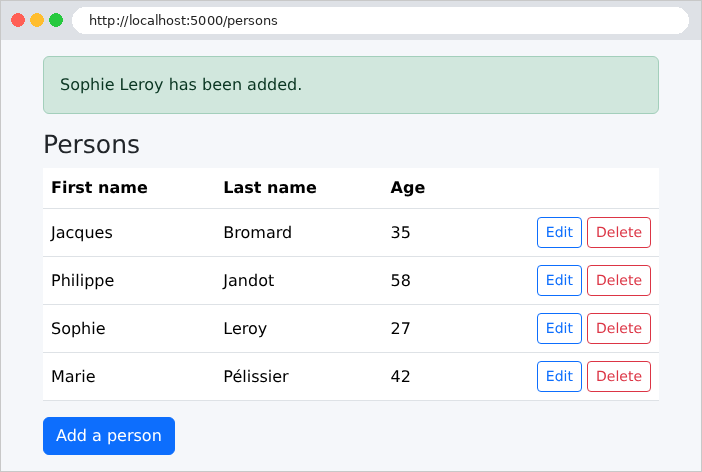 http://localhost:5000/persons
Sophie Leroy has been added.
Persons
First name Last name Age
Jacques Bromard 35 Edit Delete
Philippe Jandot 58 Edit Delete
Sophie Leroy 27 Edit Delete
Marie Pélissier 42 Edit Delete
Add a person